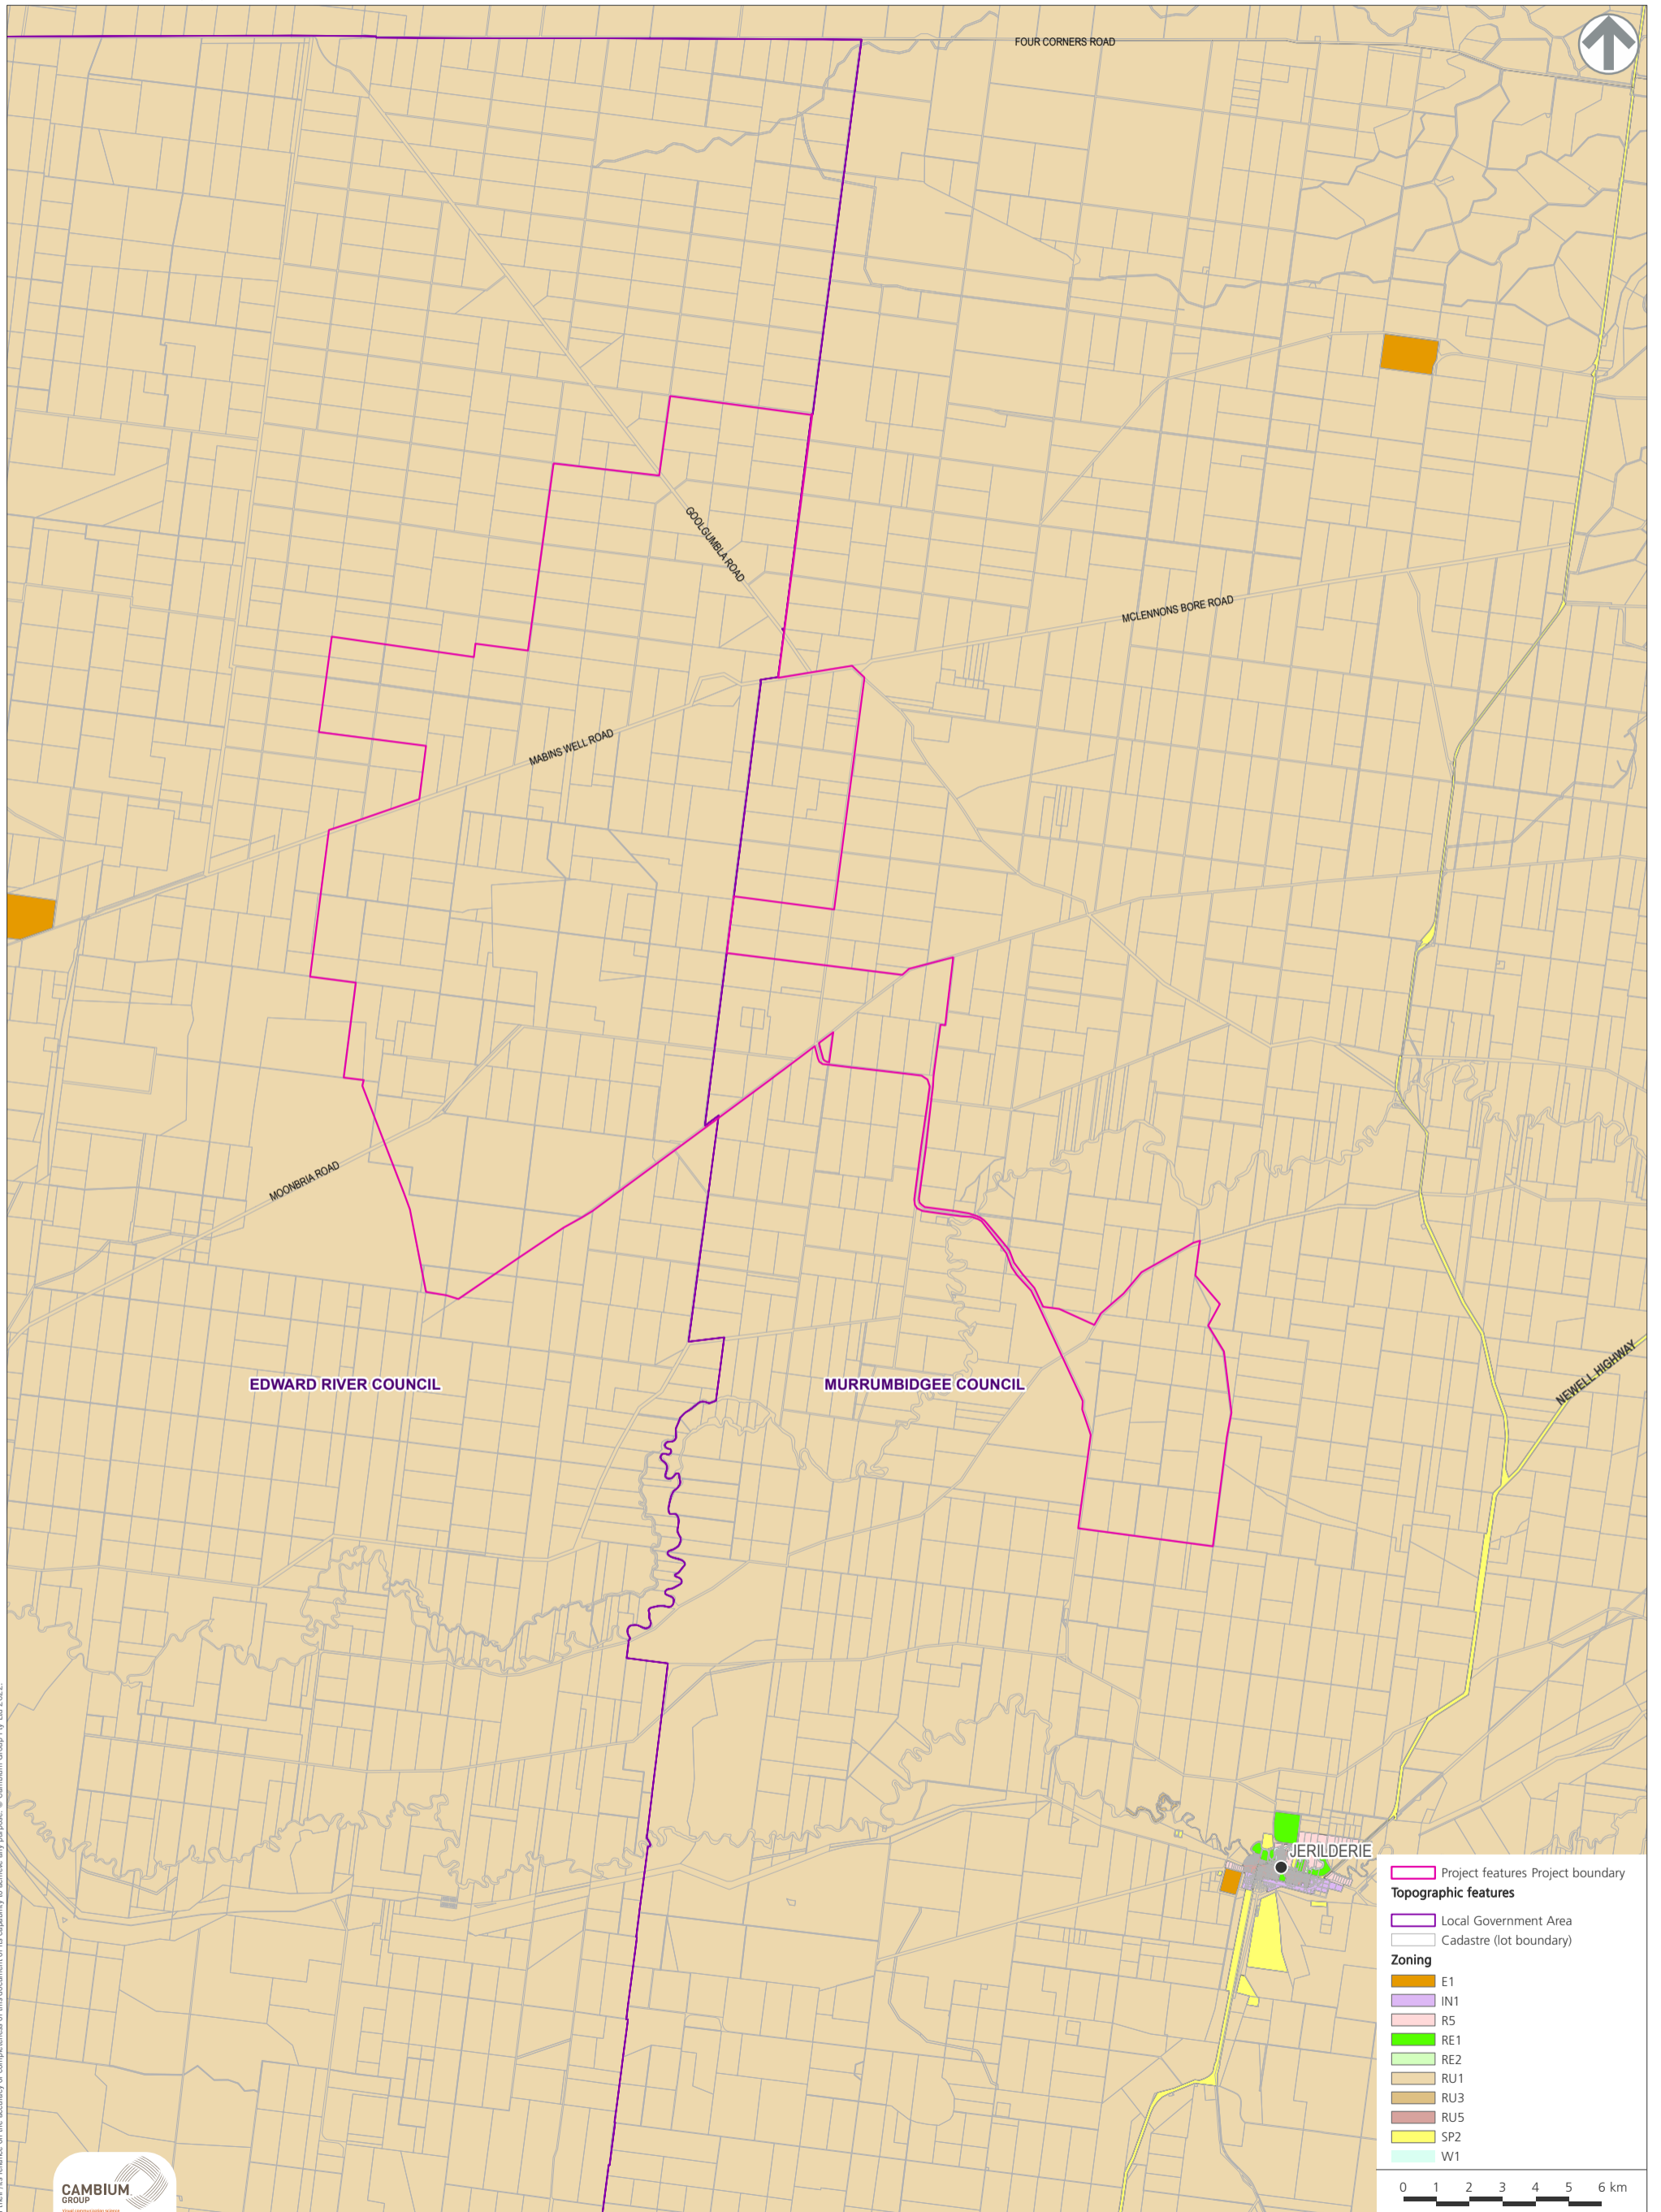 FOUR CORNERS ROAD
GOOLGUMBLA ROAD
MCLENNONS BORE ROAD
MABINS WELL ROAD
MOONBRIA ROAD
NEWELL HIGHWAY
EDWARD RIVER COUNCIL
MURRUMBIDGEE COUNCIL
JERILDERIE
Project features Project boundary
Topographic features
Local Government Area
Cadastre (lot boundary)
Zoning
E1
IN1
R5
RE1
RE2
RU1
RU3
RU5
SP2
W1
0 1 2 3 4 5 6 km
CAMBIUM
GROUP